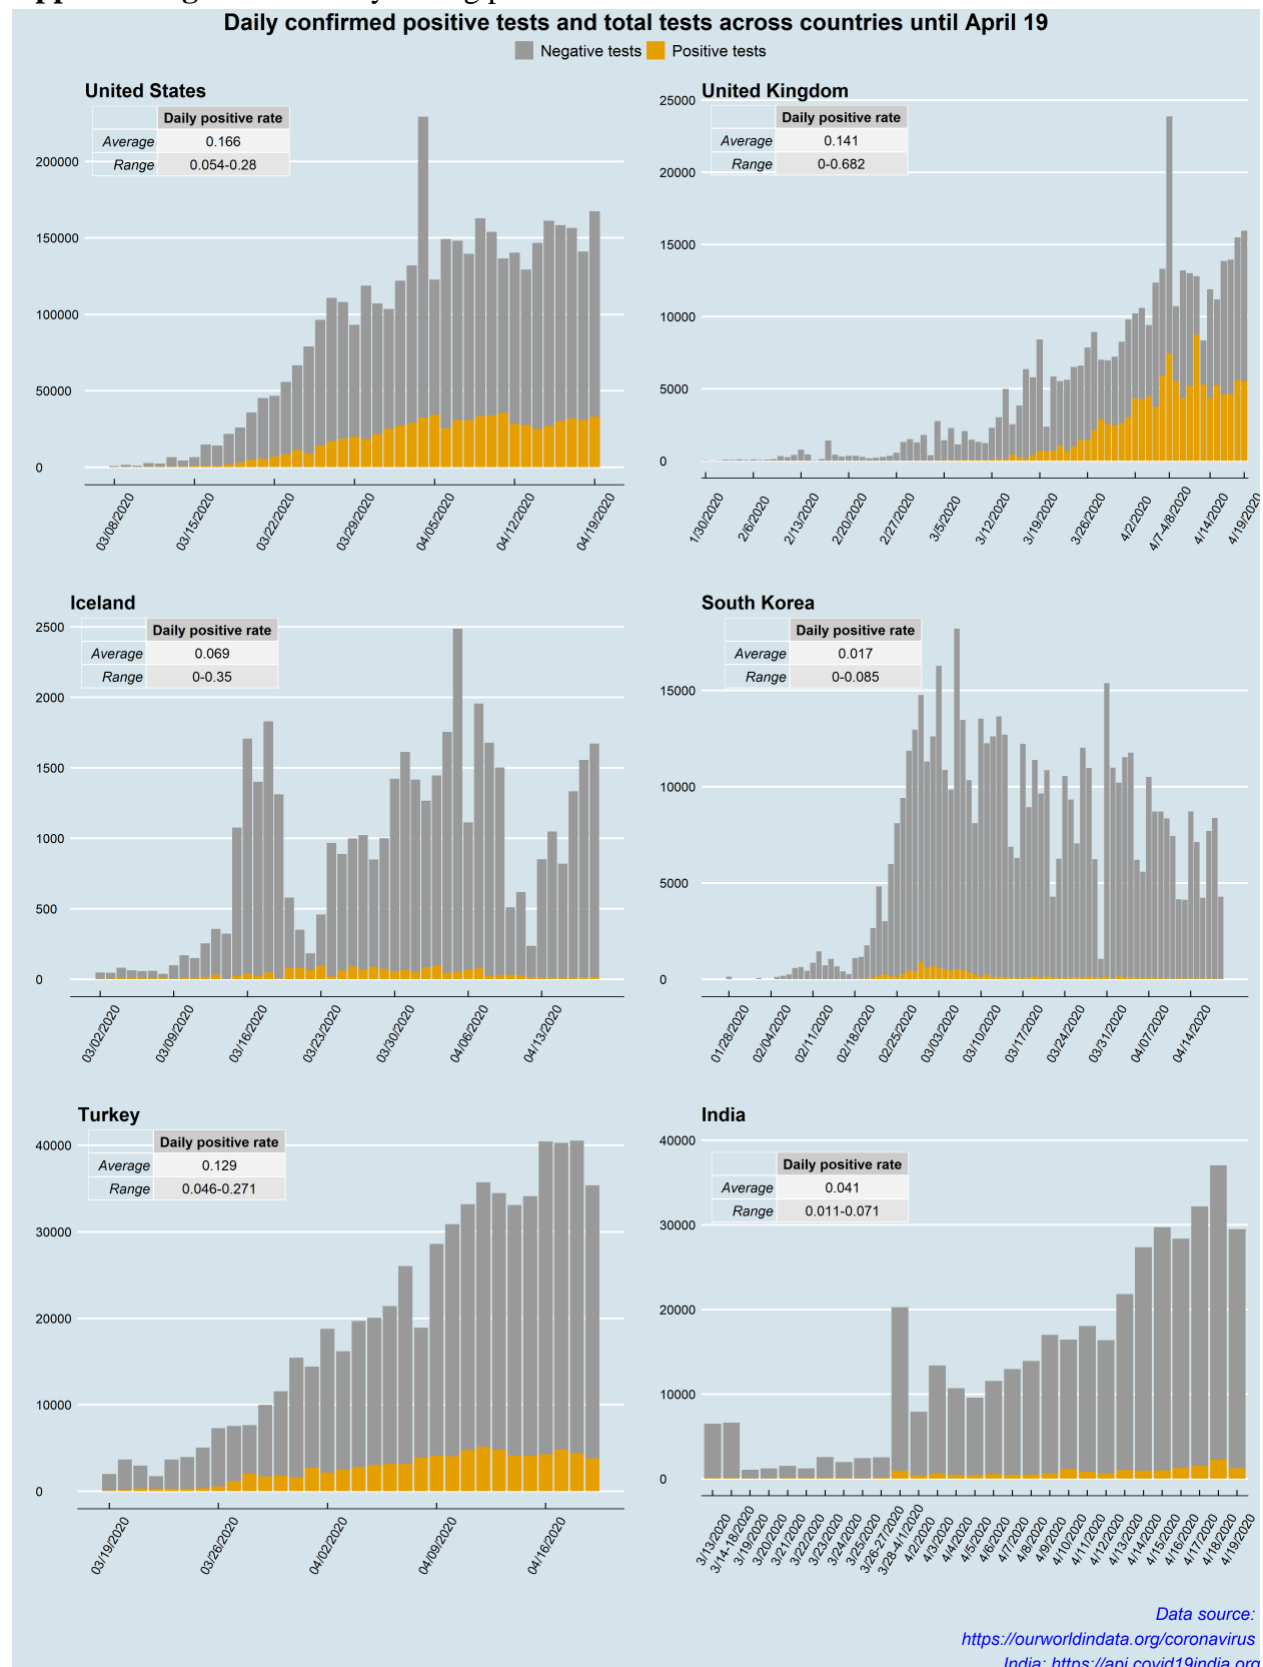 Daily confirmed positive tests and total tests across countries until April 19
Negative tests Positive tests
United States
Daily positive rate
Average 0.166
Range 0.054-0.28
200000
150000
100000
50000
0
03/08/2020 03/15/2020 03/22/2020 03/29/2020 04/05/2020 04/12/2020 04/19/2020
United Kingdom
Daily positive rate
Average 0.141
Range 0-0.682
25000
20000
15000
10000
5000
0
1/30/2020 2/6/2020 2/13/2020 2/20/2020 2/27/2020 3/5/2020 3/12/2020 3/19/2020 3/26/2020 4/2/2020 4/7-4/8/2020 4/14/2020 4/19/2020
Iceland
Daily positive rate
Average 0.069
Range 0-0.35
2500
2000
1500
1000
500
0
03/02/2020 03/09/2020 03/16/2020 03/23/2020 03/30/2020 04/06/2020 04/13/2020
South Korea
Daily positive rate
Average 0.017
Range 0-0.085
15000
10000
5000
0
01/28/2020 02/04/2020 02/11/2020 02/18/2020 02/25/2020 03/03/2020 03/10/2020 03/17/2020 03/24/2020 03/31/2020 04/07/2020 04/14/2020
Turkey
Daily positive rate
Average 0.129
Range 0.046-0.271
40000
30000
20000
10000
0
03/19/2020 03/26/2020 04/02/2020 04/09/2020 04/16/2020
India
Daily positive rate
Average 0.041
Range 0.011-0.071
40000
30000
20000
10000
0
3/13/2020 3/14-18/2020 3/19/2020 3/20/2020 3/21/2020 3/22/2020 3/23/2020 3/24/2020 3/25/2020 3/26-27/2020 3/28-4/1/2020 4/2/2020 4/3/2020 4/4/2020 4/5/2020 4/6/2020 4/7/2020 4/8/2020 4/9/2020 4/10/2020 4/11/2020 4/12/2020 4/13/2020 4/14/2020 4/15/2020 4/16/2020 4/17/2020 4/18/2020 4/19/2020
Data source:
https://ourworldindata.org/coronavirus
India: https://api.covid19india.org